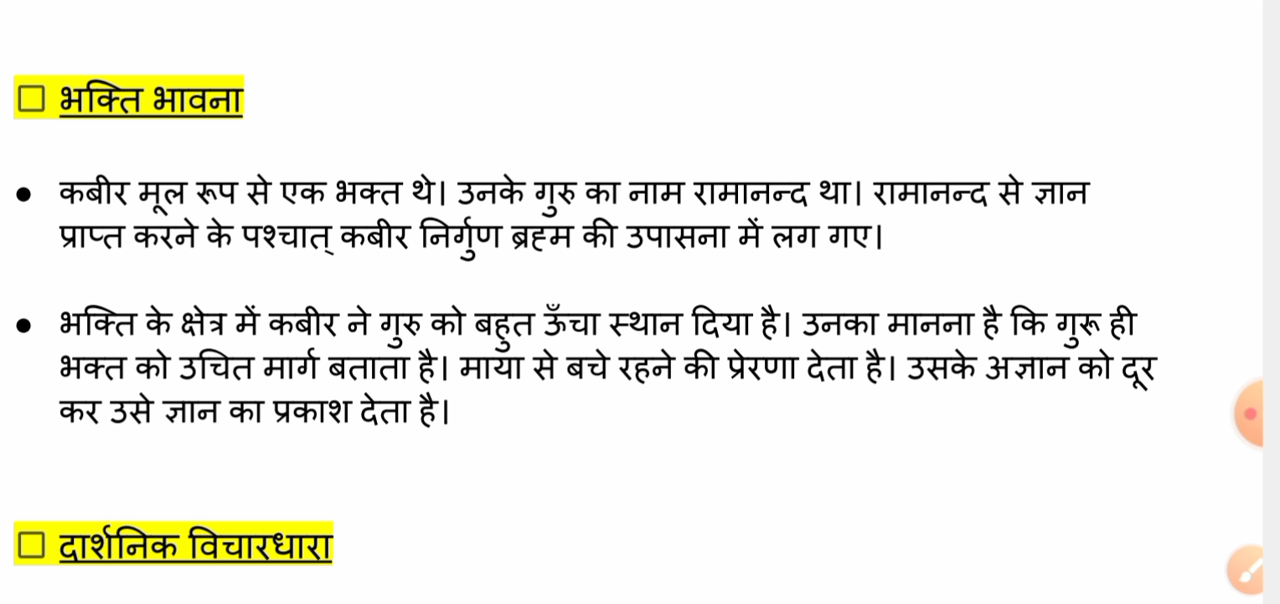 ☐ भक्ति भावना
● कबीर मूल रूप से एक भक्त थे। उनके गुरु का नाम रामानन्द था। रामानन्द से ज्ञान
प्राप्त करने के पश्चात् कबीर निर्गुण ब्रह्म की उपासना में लग गए।
● भक्ति के क्षेत्र में कबीर ने गुरु को बहुत ऊँचा स्थान दिया है। उनका मानना है कि गुरू ही
भक्त को उचित मार्ग बताता है। माया से बचे रहने की प्रेरणा देता है। उसके अज्ञान को दूर
कर उसे ज्ञान का प्रकाश देता है।
☐ दार्शनिक विचारधारा